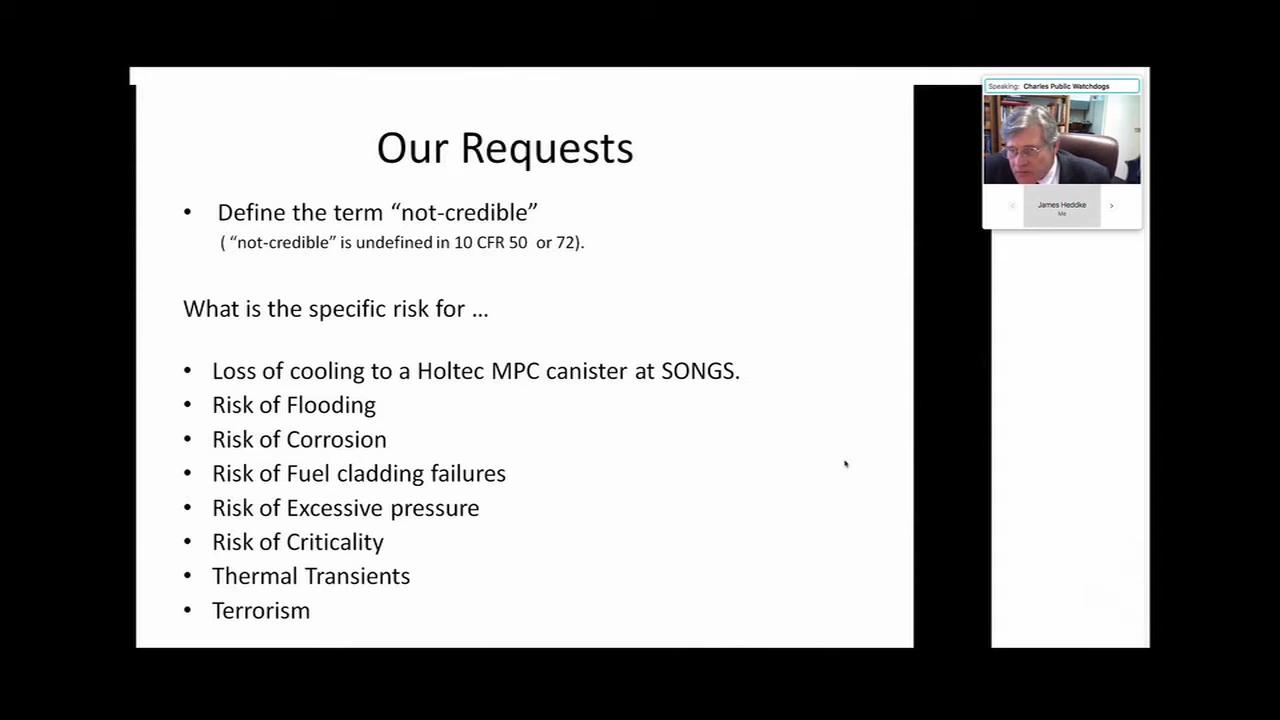 Our Requests
• Define the term “not-credible”
( “not-credible” is undefined in 10 CFR 50 or 72).
What is the specific risk for ...
• Loss of cooling to a Holtec MPC canister at SONGS.
• Risk of Flooding
• Risk of Corrosion
• Risk of Fuel cladding failures
• Risk of Excessive pressure
• Risk of Criticality
• Thermal Transients
• Terrorism
Speaking: Charles Public Watchdogs
James Heddke
Me